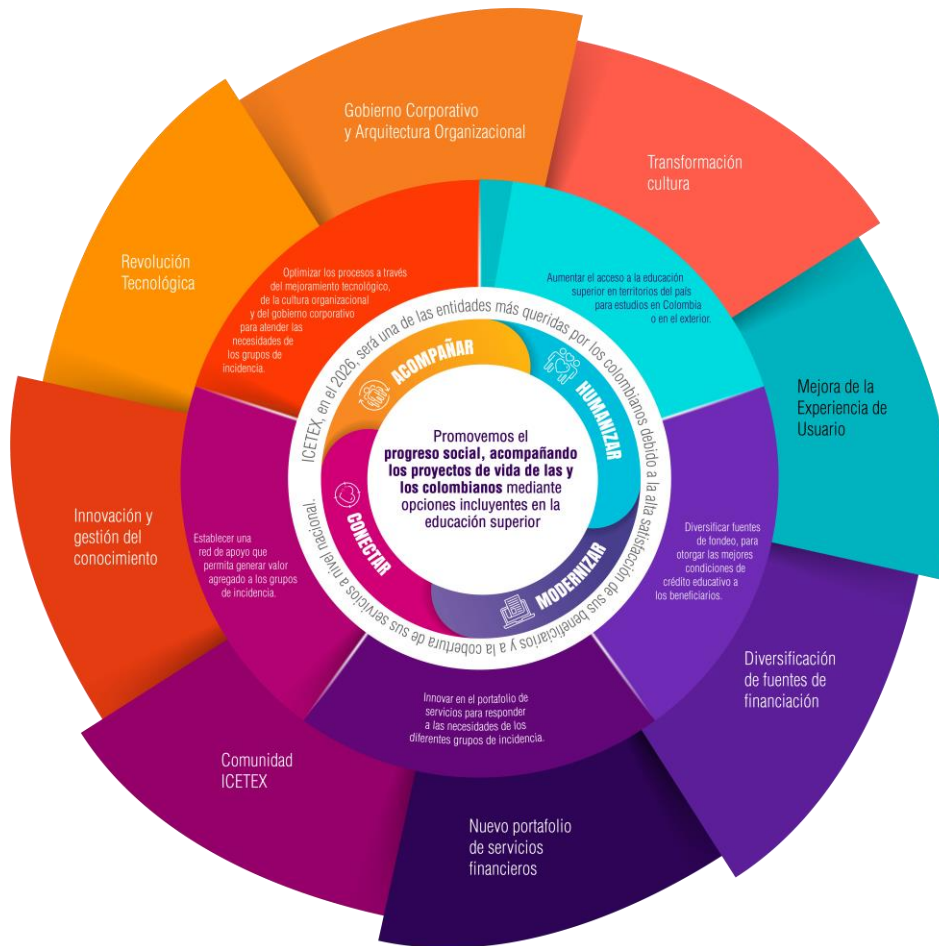 Gobierno Corporativo
y Arquitectura Organizacional
Transformación
cultura
Mejora de la
Experiencia de
Usuario
Diversificación
de fuentes de
financiación
Nuevo portafolio
de servicios
financieros
Comunidad
ICETEX
Innovación y
gestión del
conocimiento
Revolución
Tecnológica
Optimizar los procesos a través
del mejoramiento tecnológico,
de la cultura organizacional
y del gobierno corporativo
para atender las
necesidades de
los grupos de
incidencia.
Aumentar el acceso a la educación
superior en territorios del país
para estudios en Colombia
o en el exterior.
Diversificar fuentes
de fondeo, para
otorgar las mejores
condiciones de
crédito educativo a
los beneficiarios.
Innovar en el portafolio de
servicios para responder
a las necesidades de los
diferentes grupos de incidencia.
Establecer una
red de apoyo que
permita generar valor
agregado a los grupos
de incidencia.
ICETEX, en el 2026, será una de las entidades más queridas por los colombianos debido a la alta satisfacción de sus beneficiarios y a la cobertura de sus servicios a nivel nacional.
ACOMPAÑAR
HUMANIZAR
MODERNIZAR
CONECTAR
Promovemos el
progreso social, acompañando
los proyectos de vida de las y
los colombianos mediante
opciones incluyentes en la
educación superior